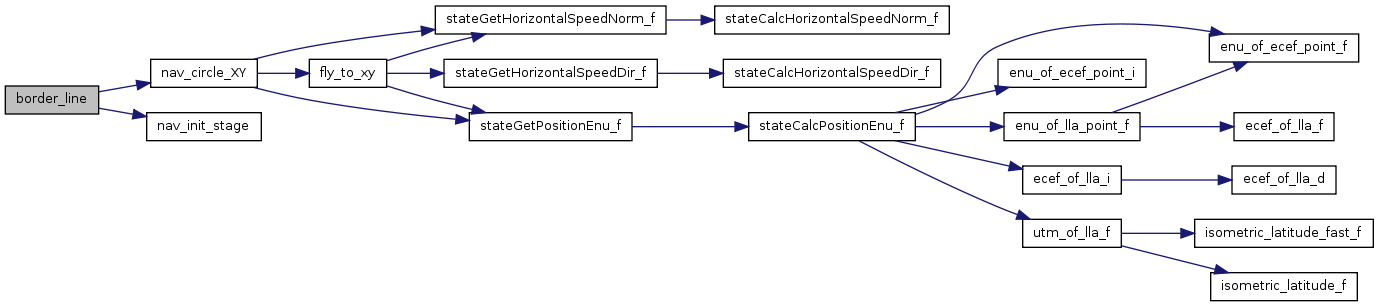 border_line
nav_circle_XY
nav_init_stage
fly_to_xy
stateGetHorizontalSpeedNorm_f
stateGetHorizontalSpeedDir_f
stateGetPositionEnu_f
stateCalcHorizontalSpeedNorm_f
stateCalcHorizontalSpeedDir_f
stateCalcPositionEnu_f
enu_of_ecef_point_i
enu_of_lla_point_f
ecef_of_lla_i
utm_of_lla_f
enu_of_ecef_point_f
ecef_of_lla_f
ecef_of_lla_d
isometric_latitude_fast_f
isometric_latitude_f